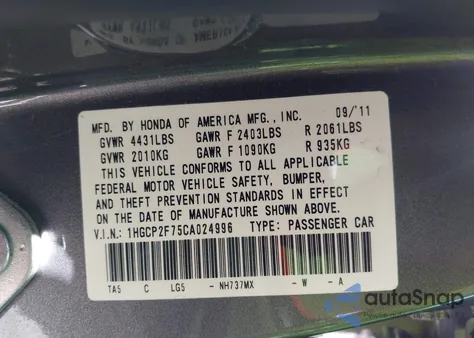 MFD. BY HONDA OF AMERICA MFG., INC. 09/'11
GVWR 4431LBS GAWR F 2403LBS R 2061LBS
GVWR 2010KG GAWR F 1090KG R 935KG
THIS VEHICLE CONFORMS TO ALL APPLICABLE
FEDERAL MOTOR VEHICLE SAFETY, BUMPER,
AND THEFT PREVENTION STANDARDS IN EFFECT
ON THE DATE OF MANUFACTURE SHOWN ABOVE.
V.I.N.: 1HGCP2F75CA024996 TYPE: PASSENGER CAR
TA5 C LG5 - NH737MX - W - A
autoSnap